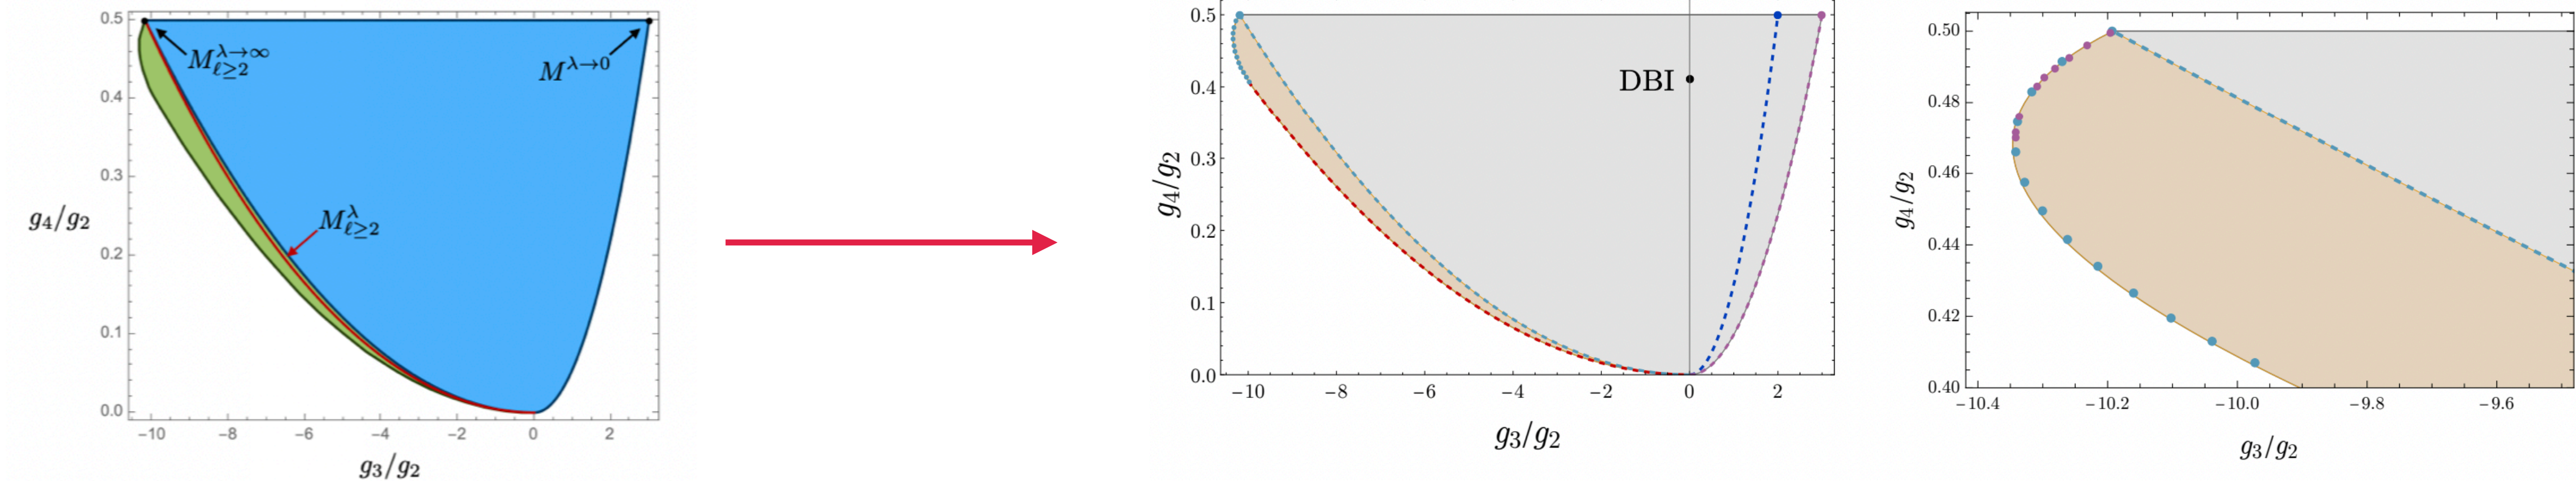 0.5
0.4
0.3
0.2
0.1
0.0
g₄/g₂
M^{λ→∞}_{ℓ≥2}
M^{λ→0}
M^{λ}_{ℓ≥2}
−10 −8 −6 −4 −2 0 2
g₃/g₂
0.5
0.4
0.3
0.2
0.1
0.0
g₄/g₂
DBI
−10 −8 −6 −4 −2 0 2
g₃/g₂
0.50
0.48
0.46
0.44
0.42
0.40
g₄/g₂
−10.4 −10.2 −10.0 −9.8 −9.6
g₃/g₂